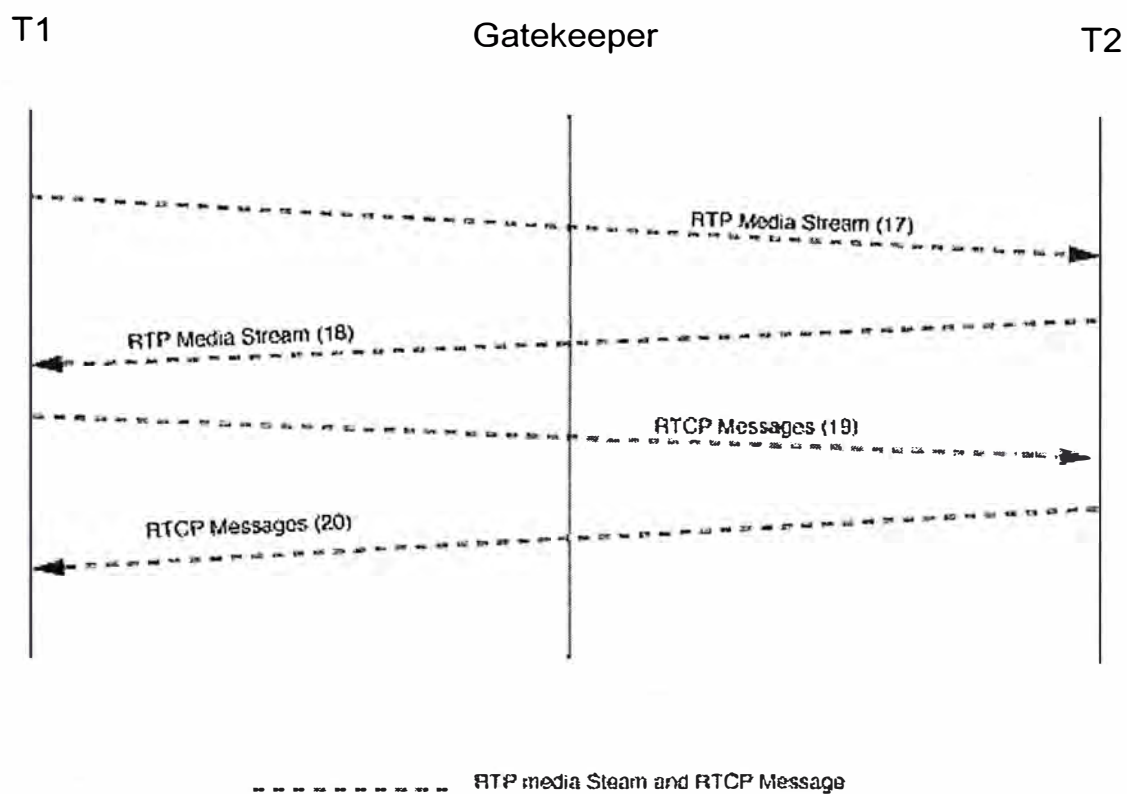 T1
Gatekeeper
T2
RTP Media Stream (17)
RTP Media Stream (18)
RTCP Messages (19)
RTCP Messages (20)
RTP media Steam and RTCP Message